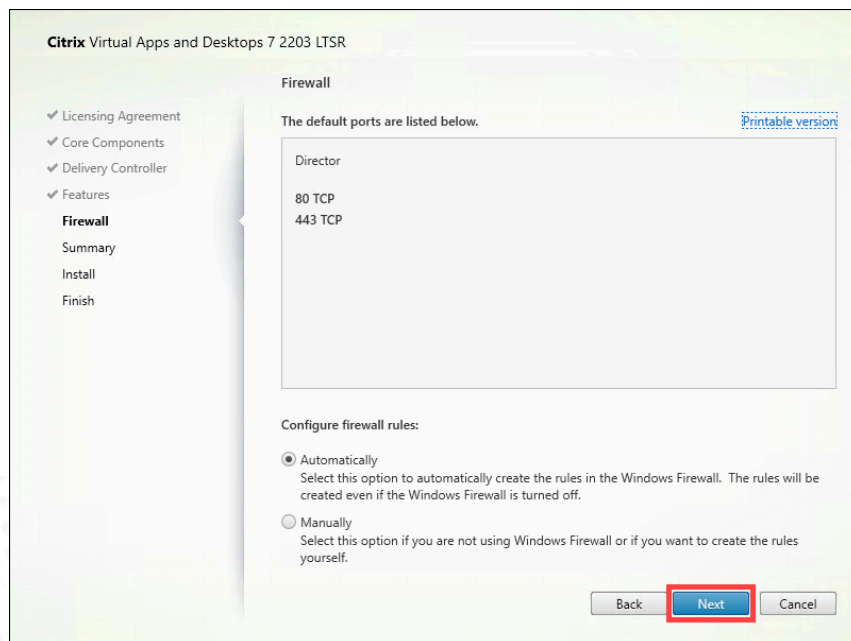 Citrix Virtual Apps and Desktops 7 2203 LTSR
Licensing Agreement
Core Components
Delivery Controller
Features
Firewall
Summary
Install
Finish
Firewall
The default ports are listed below.
Printable version
Director
80 TCP
443 TCP
Configure firewall rules:
Automatically
Select this option to automatically create the rules in the Windows Firewall. The rules will be
created even if the Windows Firewall is turned off.
Manually
Select this option if you are not using Windows Firewall or if you want to create the rules
yourself.
Back
Next
Cancel